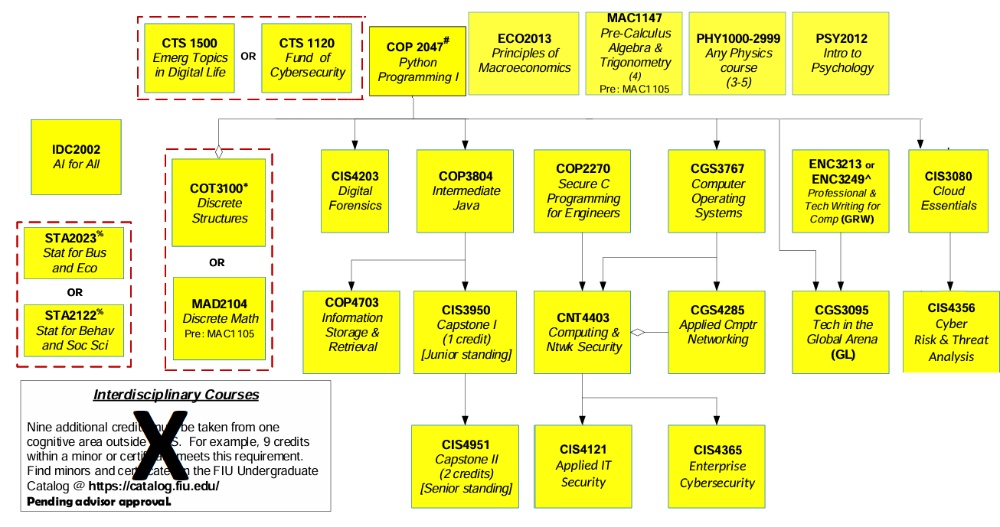 CTS 1500
Emerg Topics
in Digital Life
OR
CTS 1120
Fund of
Cybersecurity
COP 2047#
Python
Programming I
ECO2013
Principles of
Macroeconomics
MAC1147
Pre-Calculus
Algebra &
Trigonometry
(4)
Pre: MAC1105
PHY1000-2999
Any Physics
course
(3-5)
PSY2012
Intro to
Psychology
IDC2002
AI for All
COT3100*
Discrete
Structures
OR
MAD2104
Discrete Math
Pre: MAC1105
CIS4203
Digital
Forensics
COP3804
Intermediate
Java
COP2270
Secure C
Programming
for Engineers
CGS3767
Computer
Operating
Systems
ENC3213 or
ENC3249^
Professional &
Tech Writing for
Comp (GRW)
CIS3080
Cloud
Essentials
STA2023%
Stat for Bus
and Eco
OR
STA2122%
Stat for Behav
and Soc Sci
COP4703
Information
Storage &
Retrieval
CIS3950
Capstone I
(1 credit)
[Junior standing]
CNT4403
Computing &
Ntwk Security
CGS4285
Applied Cmptr
Networking
CGS3095
Tech in the
Global Arena
(GL)
CIS4356
Cyber
Risk & Threat
Analysis
Interdisciplinary Courses
Nine additional credits must be taken from one
cognitive area outside S. For example, 9 credits
within a minor or certificate meets this requirement.
Find minors and certificates in the FIU Undergraduate
Catalog @ https://catalog.fiu.edu/
Pending advisor approval.
X
CIS4951
Capstone II
(2 credits)
[Senior standing]
CIS4121
Applied IT
Security
CIS4365
Enterprise
Cybersecurity